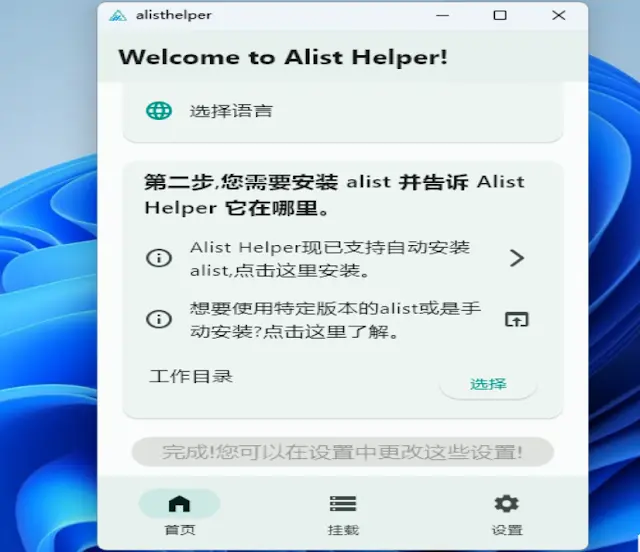 alisthelper
Welcome to Alist Helper!
选择语言
第二步,您需要安装 alist 并告诉 Alist
Helper 它在哪里。
Alist Helper现已支持自动安装
alist,点击这里安装。
想要使用特定版本的alist或是手
动安装?点击这里了解。
工作目录
选择
完成!您可以在设置中更改这些设置!
首页
挂载
设置